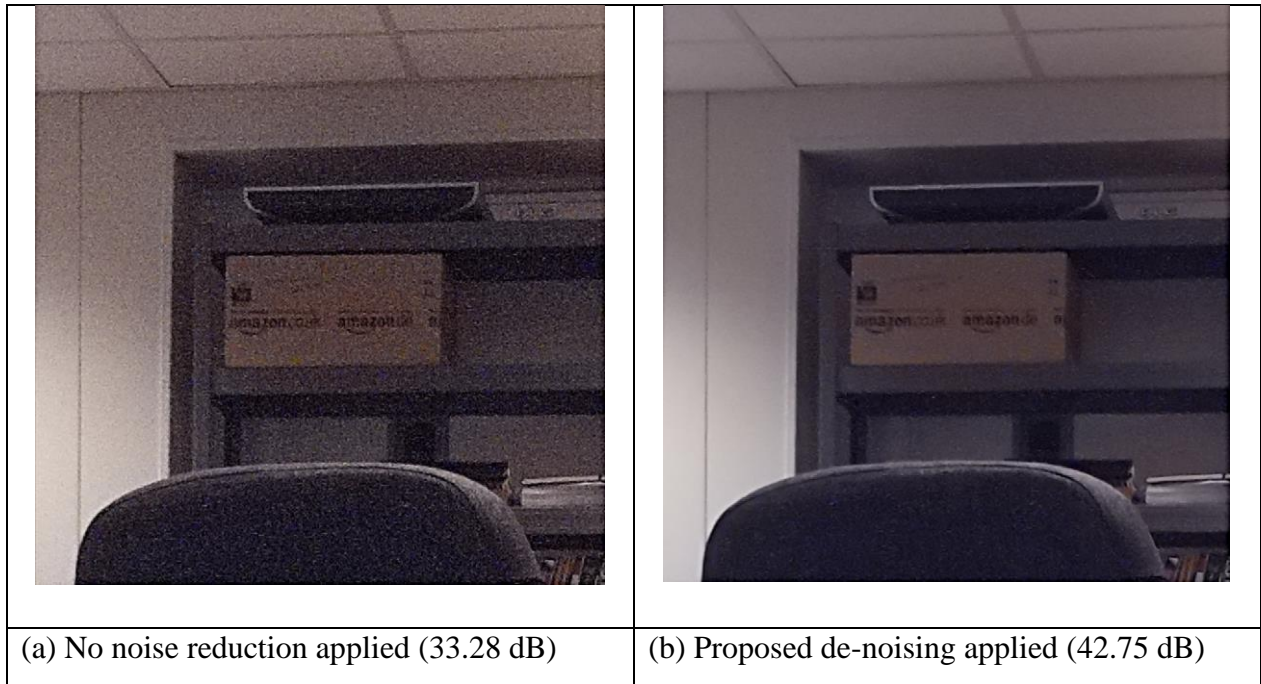 amazon.co.uk amazon.de a
amazon.co.uk amazon.de a
(a) No noise reduction applied (33.28 dB)
(b) Proposed de-noising applied (42.75 dB)